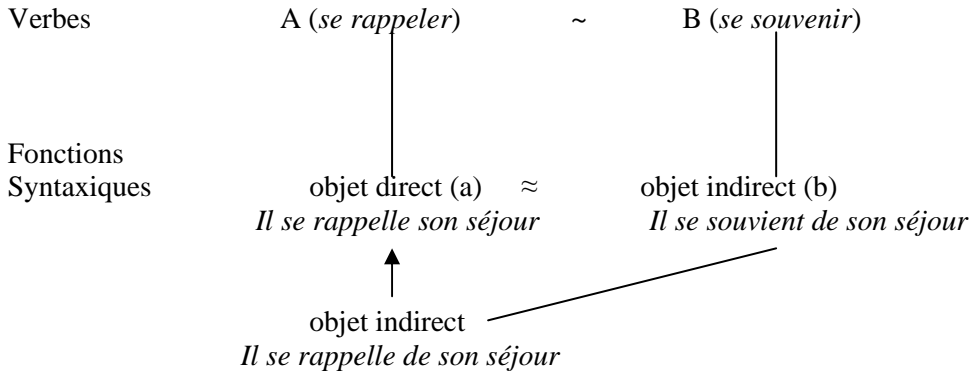 Verbes A (se rappeler) ~ B (se souvenir)
Fonctions
Syntaxiques objet direct (a) ≈ objet indirect (b)
Il se rappelle son séjour Il se souvient de son séjour
objet indirect
Il se rappelle de son séjour